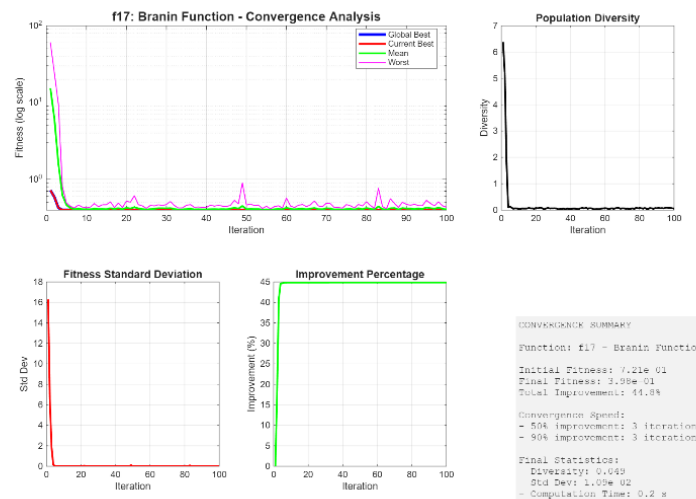 f17: Branin Function - Convergence Analysis
Fitness (log scale)
10^2
10^1
10^0
0 10 20 30 40 50 60 70 80 90 100
Iteration
Global Best
Current Best
Mean
Worst
Population Diversity
Diversity
7
6
5
4
3
2
1
0
0 20 40 60 80 100
Iteration
Fitness Standard Deviation
Std Dev
18
16
14
12
10
8
6
4
2
0
0 20 40 60 80 100
Iteration
Improvement Percentage
Improvement (%)
45
40
35
30
25
20
15
10
5
0
0 20 40 60 80 100
Iteration
CONVERGENCE SUMMARY
Function: f17 - Branin Functio
Initial Fitness: 7.21e 01
Final Fitness: 3.98e-01
Total Improvement: 44.8%
Convergence Speed:
- 50% improvement: 3 iteration
- 90% improvement: 3 iteration
Final Statistics:
Diversity: 0.049
Std Dev: 1.09e 02
- Computation Time: 0.2 s